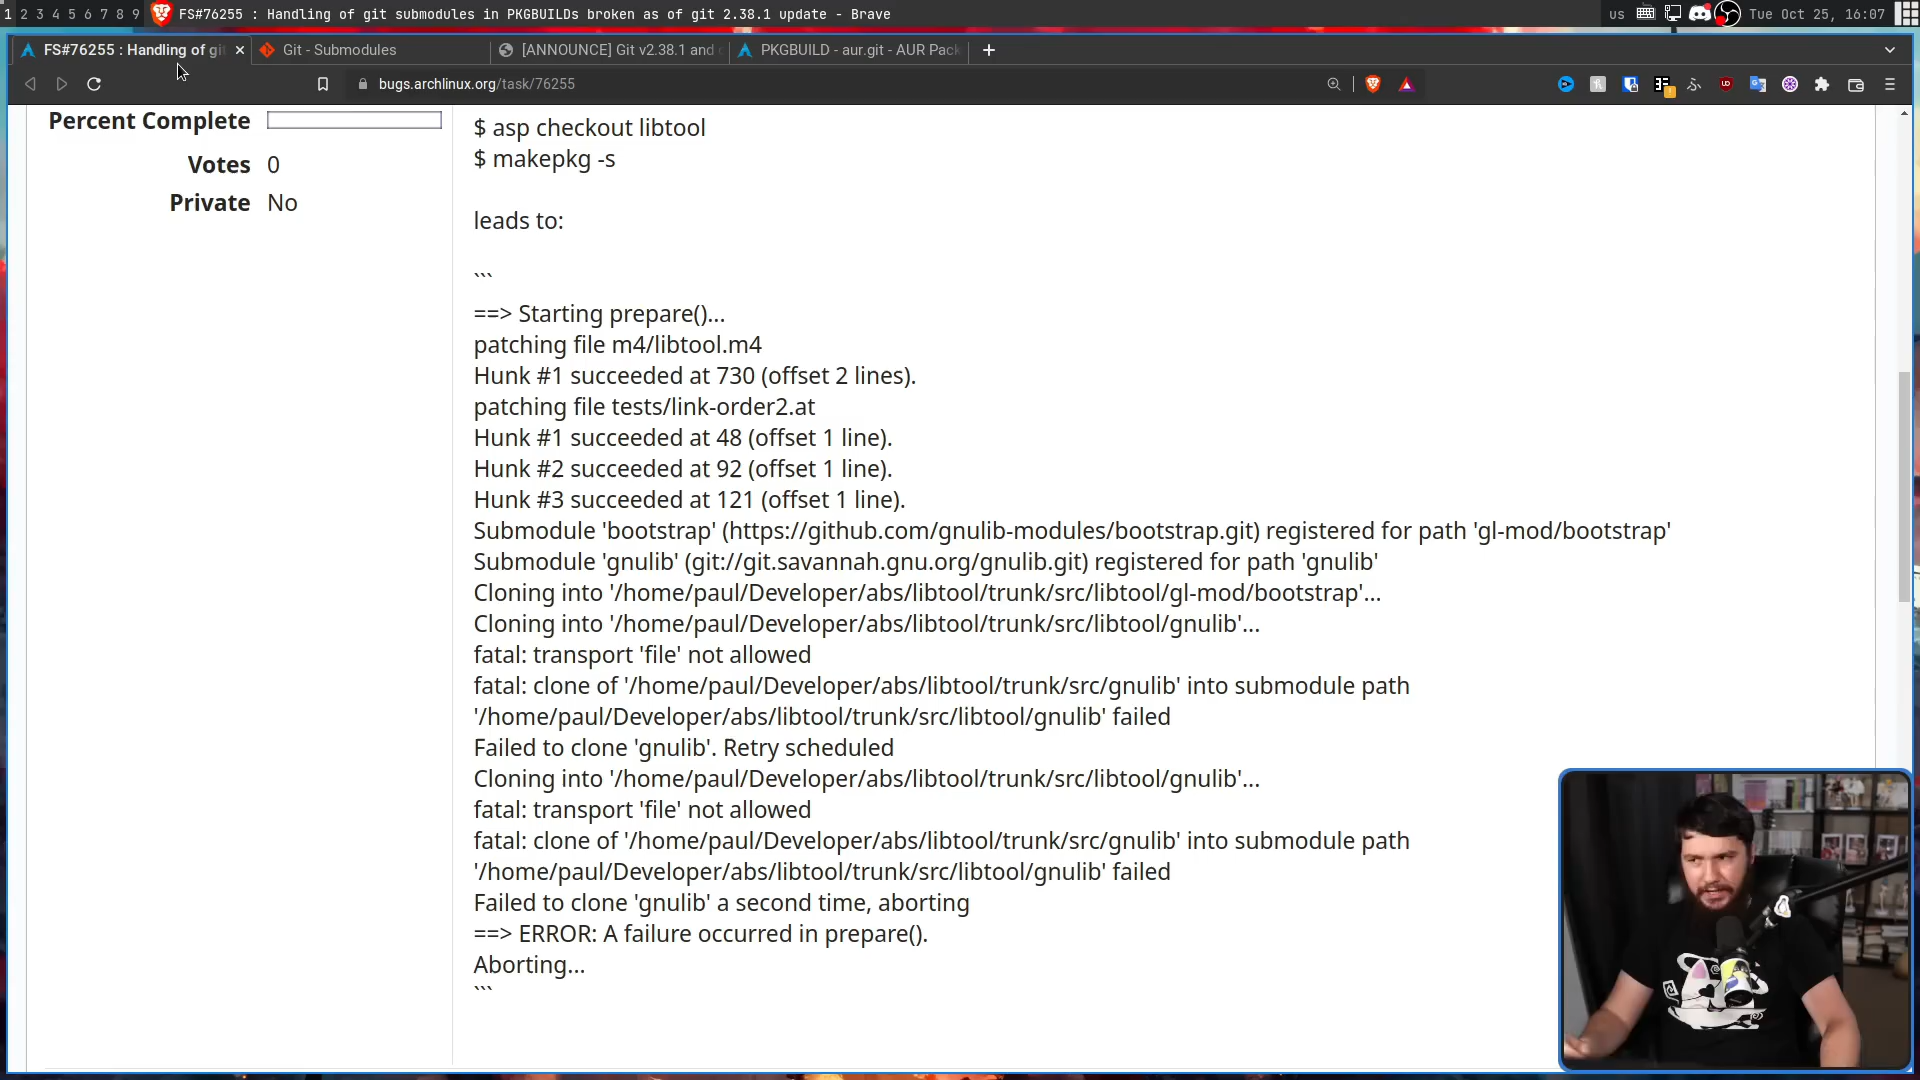 1 2 3 4 5 6 7 8 9 FS#76255 : Handling of git submodules in PKGBUILDs broken as of git 2.38.1 update - Brave
us Tue Oct 25, 16:07
FS#76255 : Handling of gi
Git - Submodules
[ANNOUNCE] Git v2.38.1 and
PKGBUILD - aur.git - AUR Pack
bugs.archlinux.org/task/76255
Percent Complete
Votes 0
Private No
$ asp checkout libtool
$ makepkg -s
leads to:
```
==> Starting prepare()...
patching file m4/libtool.m4
Hunk #1 succeeded at 730 (offset 2 lines).
patching file tests/link-order2.at
Hunk #1 succeeded at 48 (offset 1 line).
Hunk #2 succeeded at 92 (offset 1 line).
Hunk #3 succeeded at 121 (offset 1 line).
Submodule 'bootstrap' (https://github.com/gnulib-modules/bootstrap.git) registered for path 'gl-mod/bootstrap'
Submodule 'gnulib' (git://git.savannah.gnu.org/gnulib.git) registered for path 'gnulib'
Cloning into '/home/paul/Developer/abs/libtool/trunk/src/libtool/gl-mod/bootstrap'...
Cloning into '/home/paul/Developer/abs/libtool/trunk/src/libtool/gnulib'...
fatal: transport 'file' not allowed
fatal: clone of '/home/paul/Developer/abs/libtool/trunk/src/gnulib' into submodule path
'/home/paul/Developer/abs/libtool/trunk/src/libtool/gnulib' failed
Failed to clone 'gnulib'. Retry scheduled
Cloning into '/home/paul/Developer/abs/libtool/trunk/src/libtool/gnulib'...
fatal: transport 'file' not allowed
fatal: clone of '/home/paul/Developer/abs/libtool/trunk/src/gnulib' into submodule path
'/home/paul/Developer/abs/libtool/trunk/src/libtool/gnulib' failed
Failed to clone 'gnulib' a second time, aborting
==> ERROR: A failure occurred in prepare().
Aborting...
```